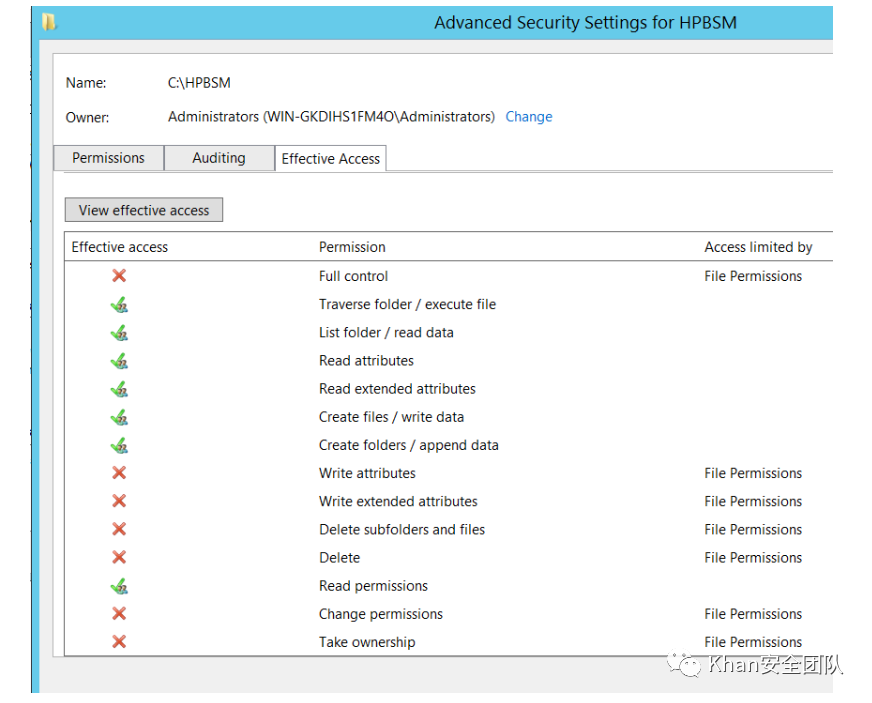 Advanced Security Settings for HPBSM
Name: C:\HPBSM
Owner: Administrators (WIN-GKDIHS1FM4O\Administrators) Change
Permissions Auditing Effective Access
View effective access
Effective access Permission Access limited by
Full control File Permissions
Traverse folder / execute file
List folder / read data
Read attributes
Read extended attributes
Create files / write data
Create folders / append data
Write attributes File Permissions
Write extended attributes File Permissions
Delete subfolders and files File Permissions
Delete File Permissions
Read permissions
Change permissions File Permissions
Take ownership File Permissions
Khan安全团队